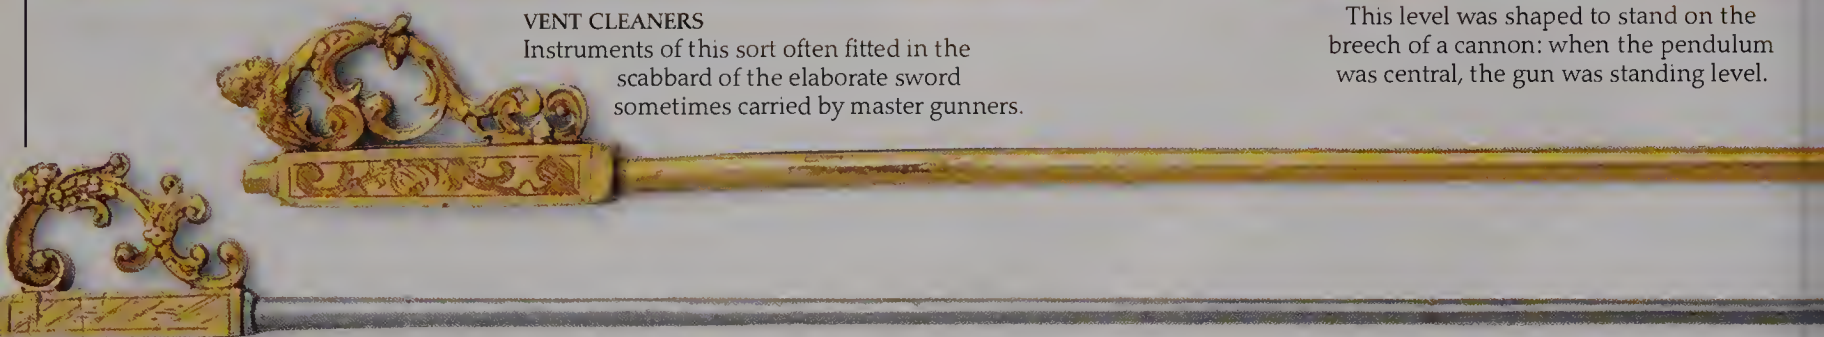 VENT CLEANERS
Instruments of this sort often fitted in the
scabbard of the elaborate sword
sometimes carried by master gunners.
This level was shaped to stand on the
breech of a cannon: when the pendulum
was central, the gun was standing level.